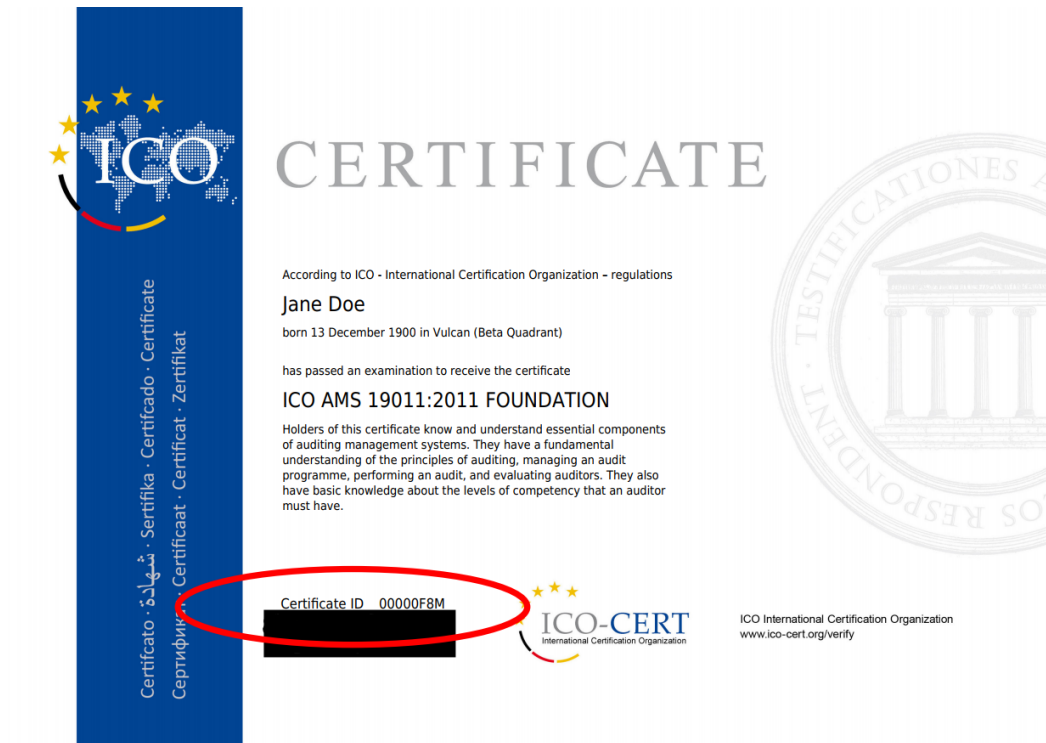 ICO
CERTIFICATE
According to ICO - International Certification Organization – regulations
Jane Doe
born 13 December 1900 in Vulcan (Beta Quadrant)
has passed an examination to receive the certificate
ICO AMS 19011:2011 FOUNDATION
Holders of this certificate know and understand essential components
of auditing management systems. They have a fundamental
understanding of the principles of auditing, managing an audit
programme, performing an audit, and evaluating auditors. They also
have basic knowledge about the levels of competency that an auditor
must have.
Certificate ID 00000F8M
ICO-CERT
International Certification Organization
ICO International Certification Organization
www.ico-cert.org/verify
Certifcato · شهادة · Sertifika · Certifcado · Certificate
Сертификат · Certificaat · Certificat · Zertifikat
TESTIFICATIONES
RESPONDENT